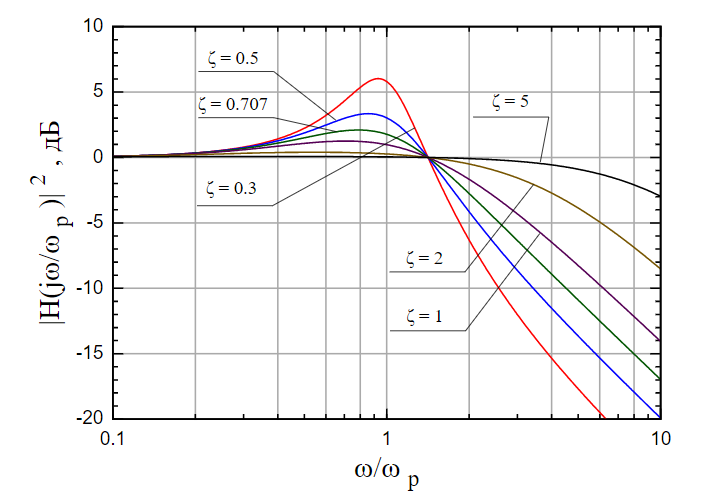 10
5
0
-5
-10
-15
-20
0.1
1
10
|H(jω/ω p )| 2 , дБ
ω/ω p
ζ = 0.5
ζ = 0.707
ζ = 0.3
ζ = 5
ζ = 2
ζ = 1